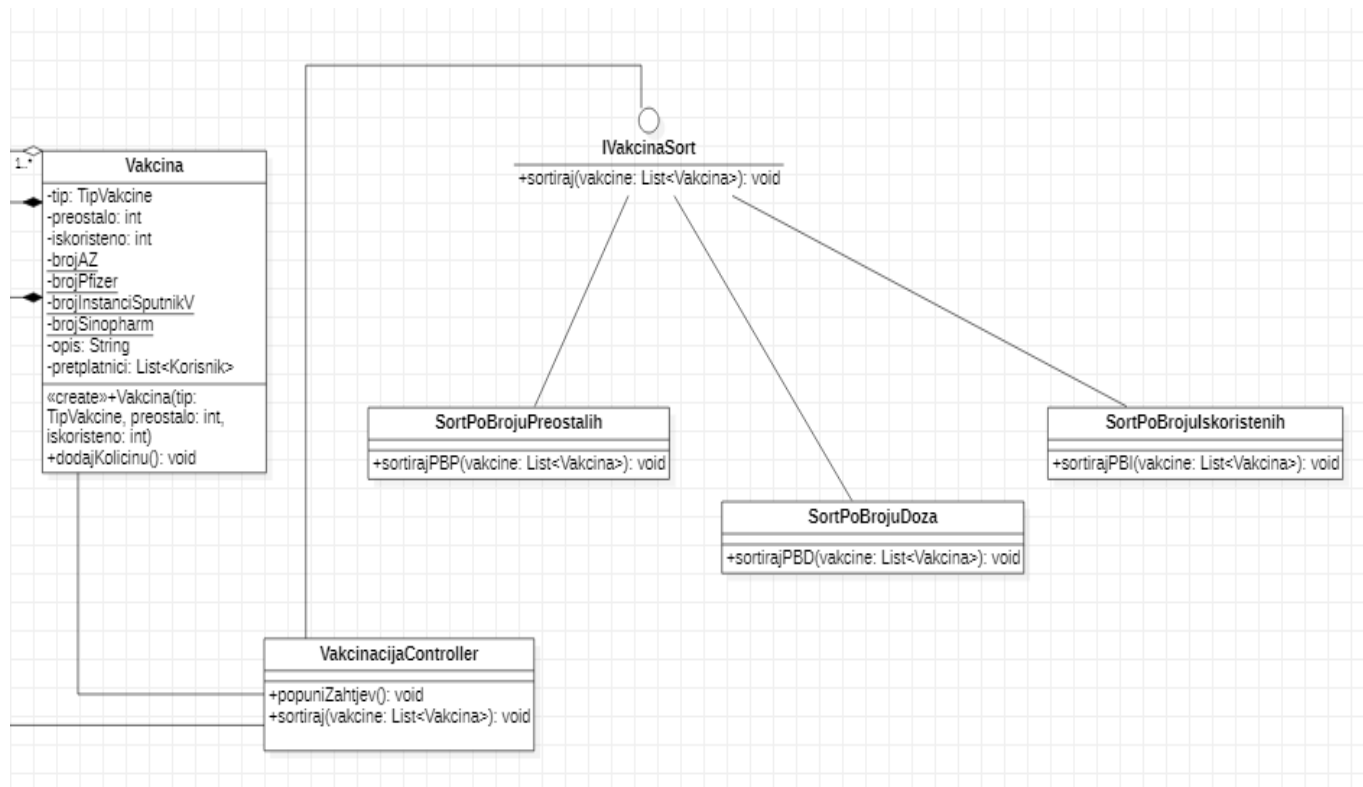 IVakcinaSort
+sortiraj(vakcine: List<Vakcina>): void
1..*
Vakcina
-tip: TipVakcine
-preostalo: int
-iskoristeno: int
-brojAZ
-brojPfizer
-brojInstanciSputnikV
-brojSinopharm
-opis: String
-pretplatnici: List<Korisnik>
«create»+Vakcina(tip:
TipVakcine, preostalo: int,
iskoristeno: int)
+dodajKolicinu(): void
SortPoBrojuPreostalih
+sortirajPBP(vakcine: List<Vakcina>): void
SortPoBrojuIskoristenih
+sortirajPBI(vakcine: List<Vakcina>): void
SortPoBrojuDoza
+sortirajPBD(vakcine: List<Vakcina>): void
VakcinacijaController
+popuniZahtjev(): void
+sortiraj(vakcine: List<Vakcina>): void